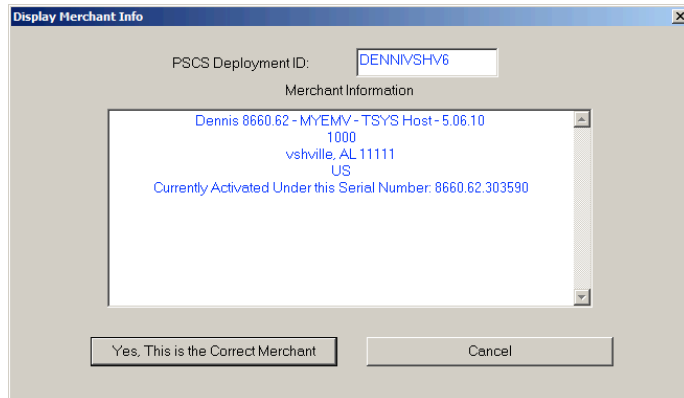 Display Merchant Info
PSCS Deployment ID: DENNIVSHV6
Merchant Information
Dennis 8660.62 - MYEMV - TSYS Host - 5.06.10
1000
vshville, AL 11111
US
Currently Activated Under this Serial Number: 8660.62.303590
Yes, This is the Correct Merchant Cancel